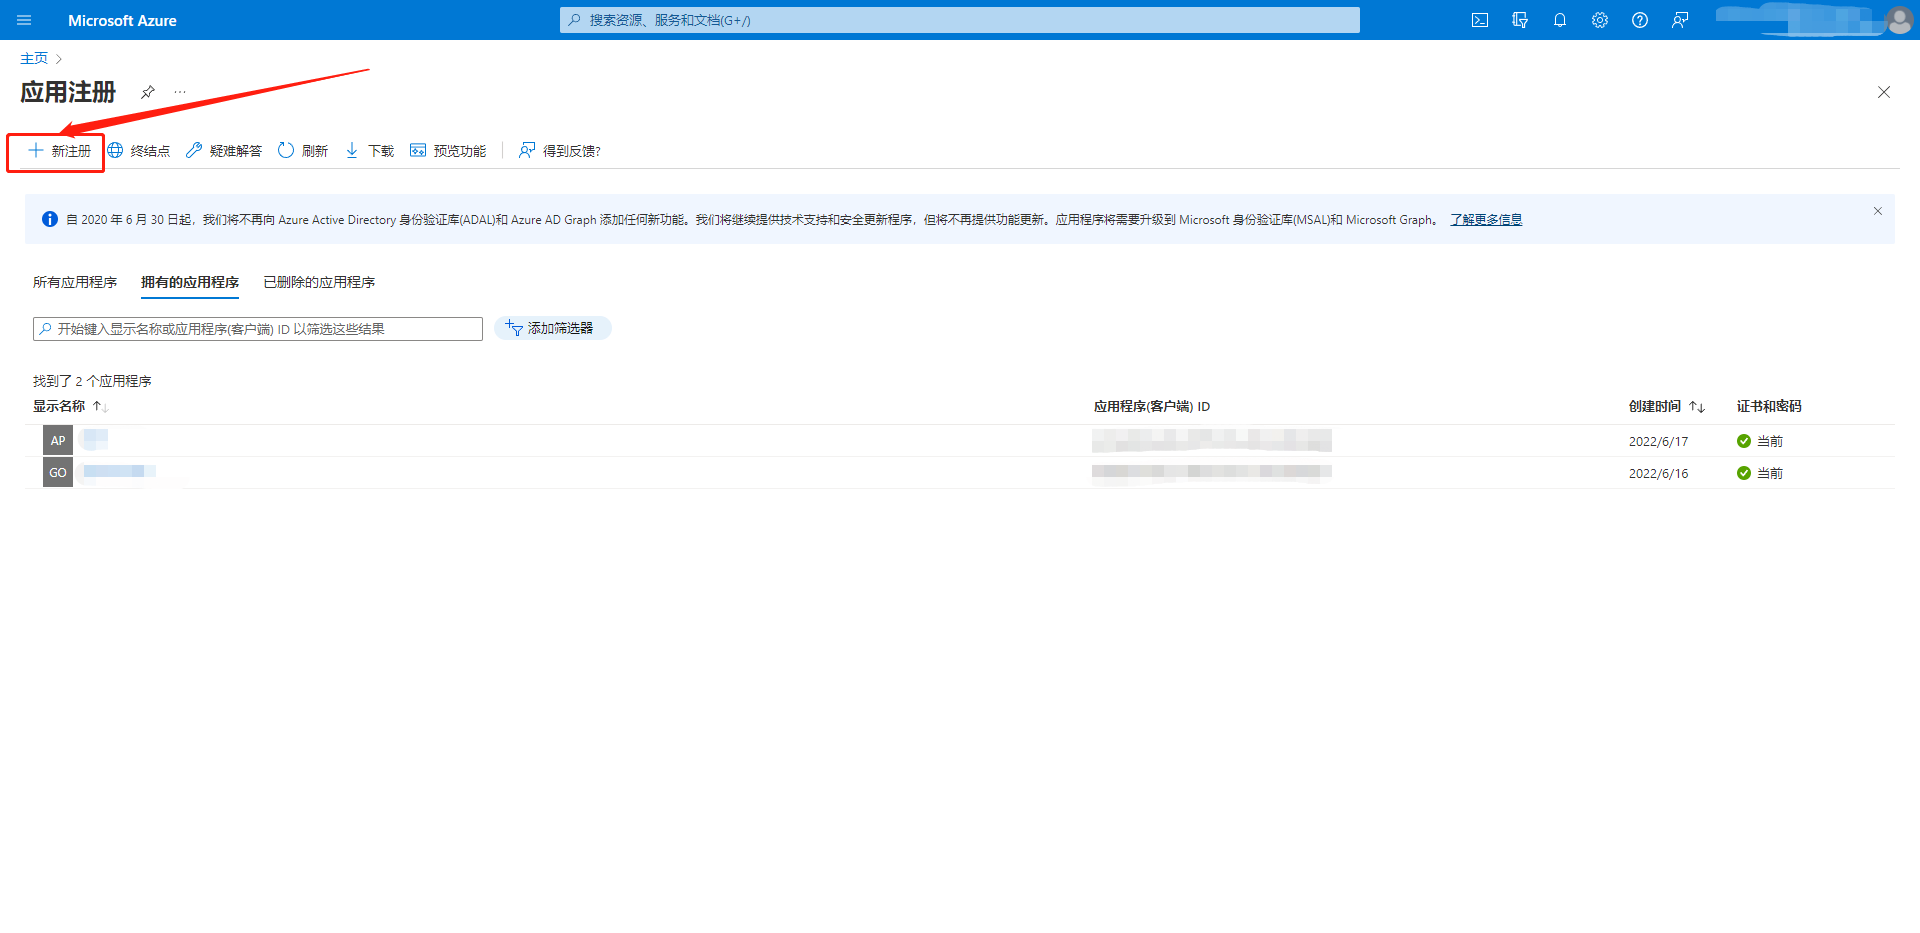 Microsoft Azure
搜索资源、服务和文档(G+/)
主页
应用注册
新注册 终结点 疑难解答 刷新 下载 预览功能 得到反馈?
自 2020 年 6 月 30 日起，我们将不再向 Azure Active Directory 身份验证库(ADAL)和 Azure AD Graph 添加任何新功能。我们将继续提供技术支持和安全更新程序，但将不再提供功能更新。应用程序将需要升级到 Microsoft 身份验证库(MSAL)和 Microsoft Graph。 了解更多信息
所有应用程序 拥有的应用程序 已删除的应用程序
开始键入显示名称或应用程序(客户端) ID 以筛选这些结果 添加筛选器
找到了 2 个应用程序
显示名称 应用程序(客户端) ID 创建时间 证书和密码
AP 2022/6/17 当前
GO 2022/6/16 当前